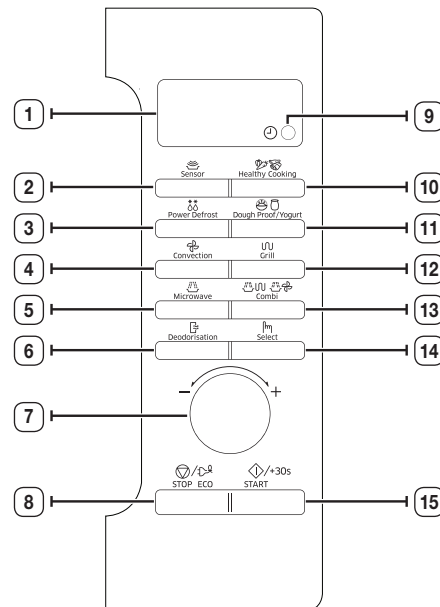 1
9
Sensor Healthy Cooking
2
10
Power Defrost Dough Proof/Yogurt
3
11
Convection Grill
4
12
Microwave Combi
5
13
Deodorisation Select
6
14
− +
7
/ /+30s
STOP ECO START
8
15